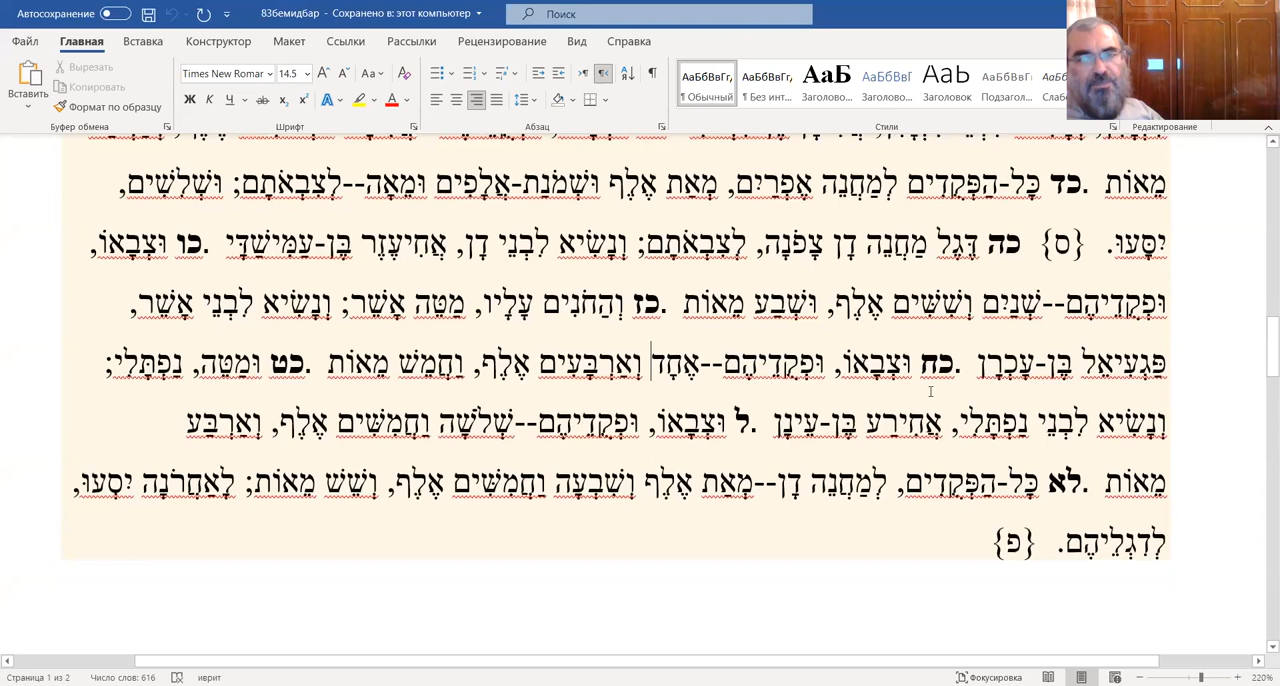 Автосохранение
83бемидбар - Сохранено в: этот компьютер
Поиск
Файл Главная Вставка Конструктор Макет Ссылки Рассылки Рецензирование Вид Справка
Вставить
Вырезать
Копировать
Формат по образцу
Буфер обмена
Times New Romar 14.5
Шрифт
Абзац
АаБбВвГг, ¶ Обычный
АаБбВвГг, ¶ Без инт...
АаБ Заголово...
АаБбВвГ Заголово...
АаЬ Заголовок
АаБбВвГ Подзагол...
Стили
Редактирование
מֵאוֹת .כד כָּל-הַפְּקֻדִים לְמַחֲנֵה אֶפְרַיִם, מְאַת אֶלֶף וּשְׁמֹנַת-אֲלָפִים וּמֵאָה--לְצִבְאֹתָם; וּשְׁלִשִׁים,
יִסָּעוּ. {ס} כה דֶּגֶל מַחֲנֵה דָן צָפֹנָה, לְצִבְאֹתָם; וְנָשִׂיא לִבְנֵי דָן, אֲחִיעֶזֶר בֶּן-עַמִּישַׁדָּי .כו וּצְבָאוֹ,
וּפְקֻדֵיהֶם--שְׁנַיִם וְשִׁשִּׁים אֶלֶף, וּשְׁבַע מֵאוֹת .כז וְהַחֹנִים עָלָיו, מַטֵּה אָשֵׁר; וְנָשִׂיא לִבְנֵי אָשֵׁר,
פַּגְעִיאֵל בֶּן-עָכְרָן .כח וּצְבָאוֹ, וּפְקֻדֵיהֶם--אֶחָד וְאַרְבָּעִים אֶלֶף, וַחֲמֵשׁ מֵאוֹת .כט וּמַטֵּה, נַפְתָּלִי;
וְנָשִׂיא לִבְנֵי נַפְתָּלִי, אֲחִירַע בֶּן-עֵינָן .ל וּצְבָאוֹ, וּפְקֻדֵיהֶם--שְׁלֹשָׁה וַחֲמִשִּׁים אֶלֶף, וְאַרְבַּע
מֵאוֹת .לא כָּל-הַפְּקֻדִים, לְמַחֲנֵה דָן--מְאַת אֶלֶף וְשִׁבְעָה וַחֲמִשִּׁים אֶלֶף, וְשֵׁשׁ מֵאוֹת; לָאַחֲרֹנָה יִסְעוּ,
לְדִגְלֵיהֶם. {פ}
Страница 1 из 2 Число слов: 616 иврит Фокусировка 220%